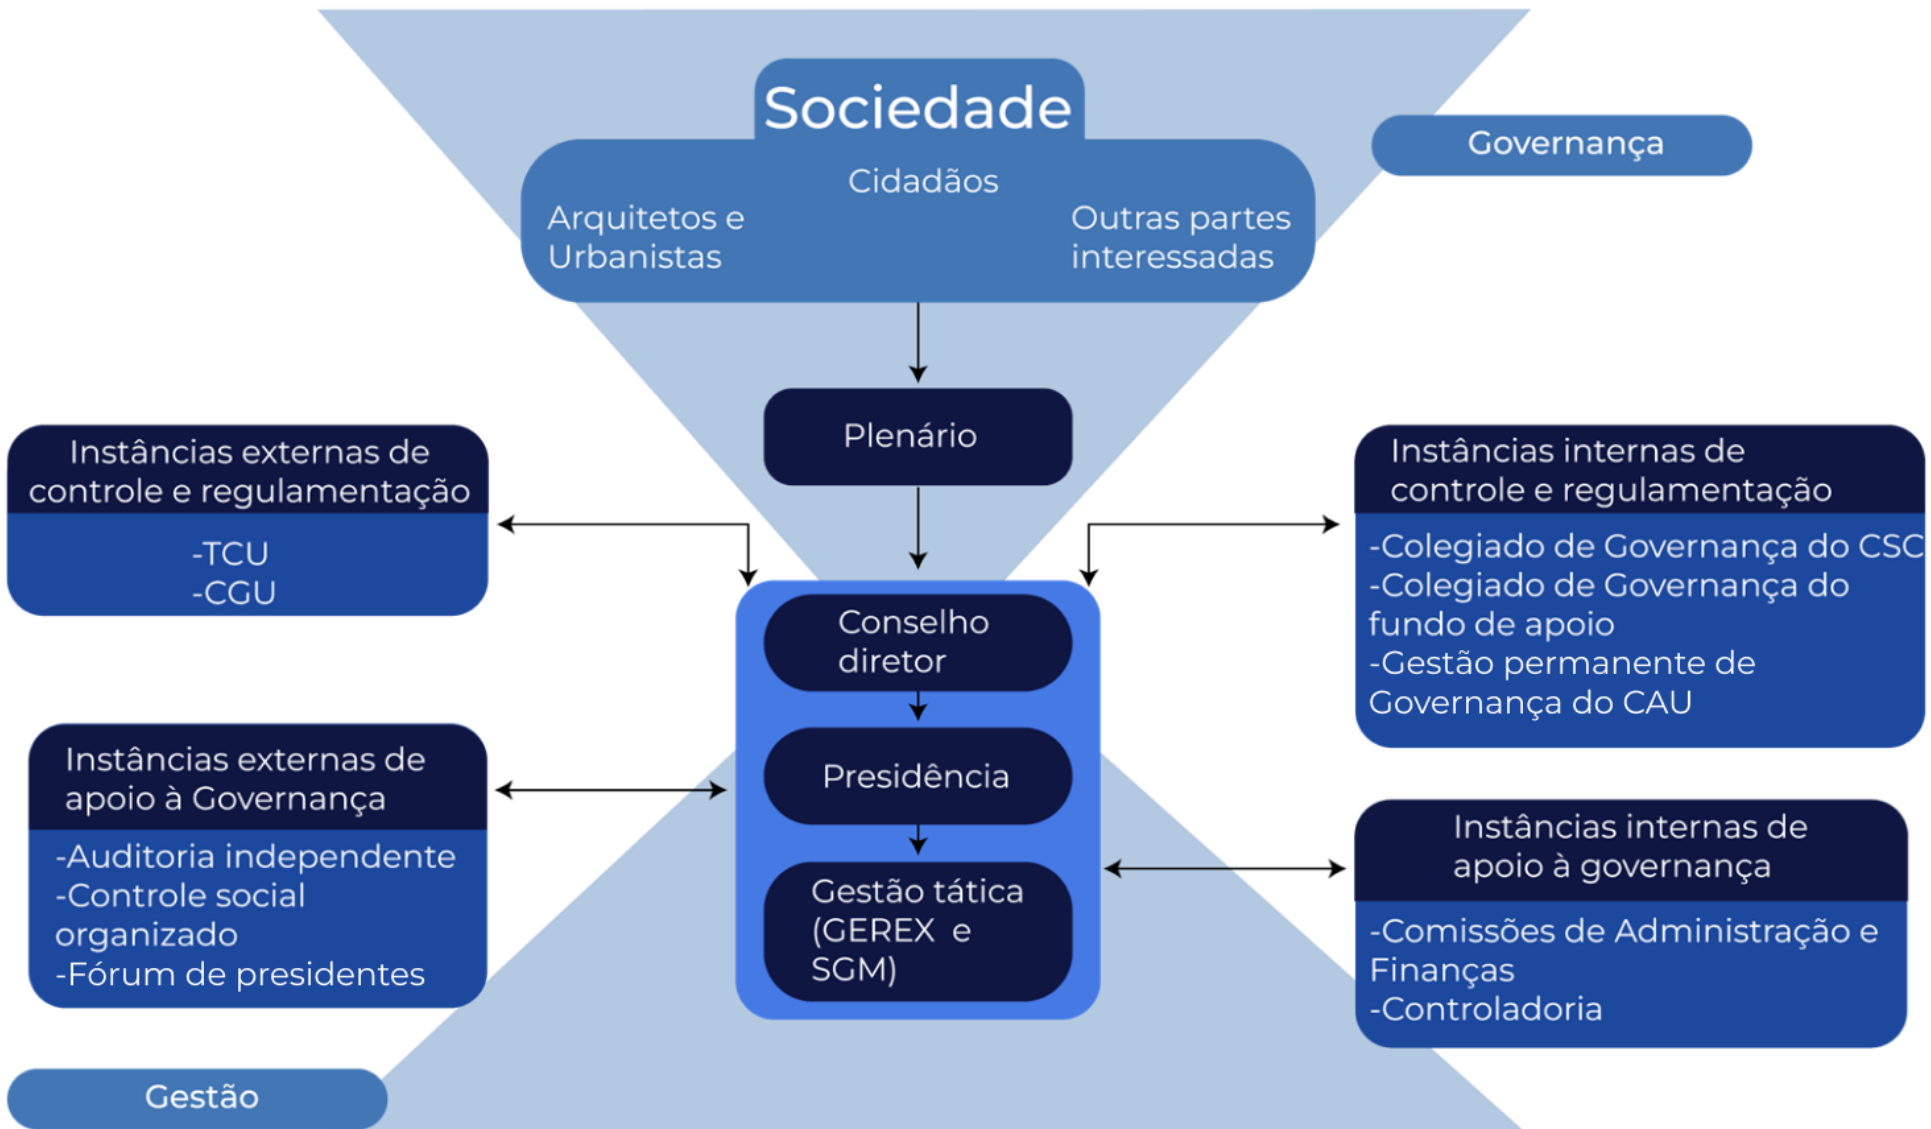 Sociedade
Cidadãos
Arquitetos e
Urbanistas
Outras partes
interessadas
Governança
Plenário
Instâncias externas de
controle e regulamentação
-TCU
-CGU
Instâncias internas de
controle e regulamentação
-Colegiado de Governança do CSC
-Colegiado de Governança do
fundo de apoio
-Gestão permanente de
Governança do CAU
Conselho
diretor
Presidência
Gestão tática
(GEREX e
SGM)
Instâncias externas de
apoio à Governança
-Auditoria independente
-Controle social
organizado
-Fórum de presidentes
Instâncias internas de
apoio à governança
-Comissões de Administração e
Finanças
-Controladoria
Gestão